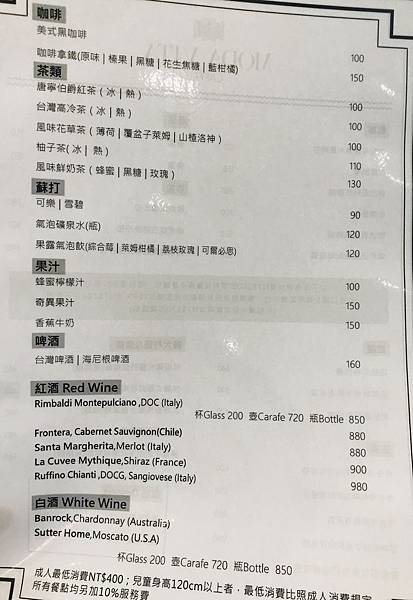 咖啡
美式黑咖啡 100
咖啡拿鐵(原味|榛果|黑糖|花生焦糖|藍柑橘) 150
茶類
唐寧伯爵紅茶（冰｜熱） 100
台灣高冷茶（冰｜熱） 100
風味花草茶（薄荷|覆盆子萊姆|山楂洛神） 100
柚子茶(冰｜熱） 110
風味鮮奶茶（蜂蜜|黑糖|玫瑰） 130
蘇打
可樂|雪碧 90
氣泡礦泉水(瓶) 120
果露氣泡飲(綜合莓|萊姆柑橘|荔枝玫瑰|可爾必思) 120
果汁
蜂蜜檸檬汁 100
奇異果汁 150
香蕉牛奶 150
啤酒
台灣啤酒|海尼根啤酒 160
紅酒 Red Wine
Rimbaldi Montepulciano ,DOC (Italy)
杯Glass 200 壺Carafe 720 瓶Bottle 850
Frontera, Cabernet Sauvignon(Chile) 880
Santa Margherita,Merlot (Italy) 880
La Cuvee Mythique,Shiraz (France) 900
Ruffino Chianti ,DOCG, Sangiovese (Italy) 980
白酒 White Wine
Banrock,Chardonnay (Australia)
Sutter Home,Moscato (U.S.A)
杯Glass 200 壺Carafe 720 瓶Bottle 850
成人最低消費NT$400；兒童身高120cm以上者，最低消費比照成人消費規定
所有餐點均另加10%服務費